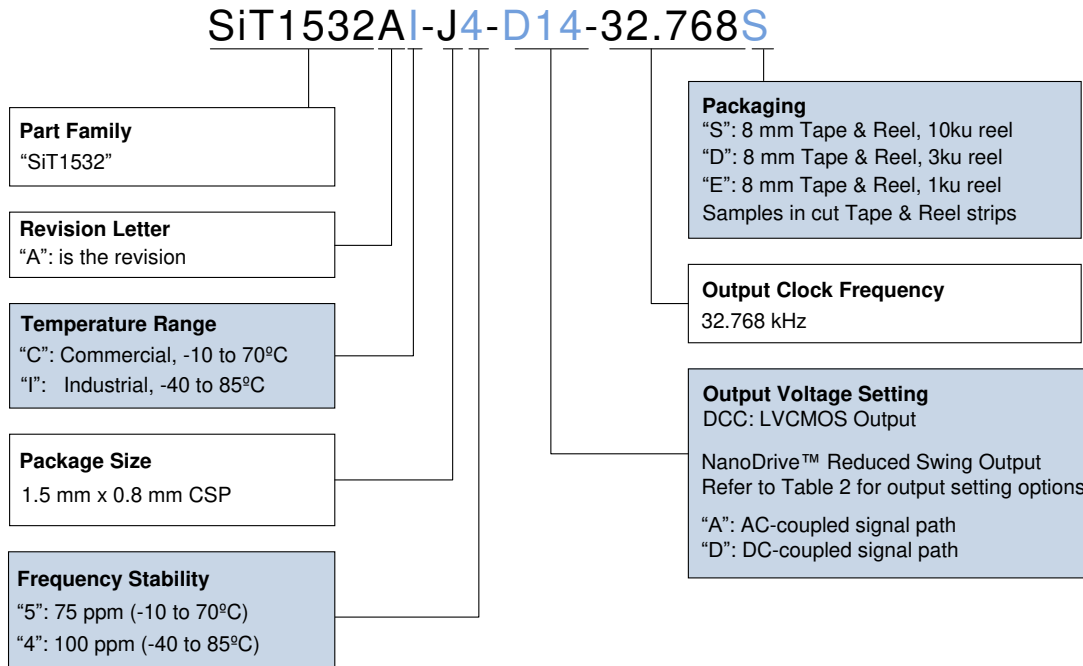 SiT1532AI-J4-D14-32.768S
Part Family
“SiT1532”
Revision Letter
“A”: is the revision
Temperature Range
“C”: Commercial, -10 to 70ºC
“I”: Industrial, -40 to 85ºC
Package Size
1.5 mm x 0.8 mm CSP
Frequency Stability
“5”: 75 ppm (-10 to 70ºC)
“4”: 100 ppm (-40 to 85ºC)
Packaging
“S”: 8 mm Tape & Reel, 10ku reel
“D”: 8 mm Tape & Reel, 3ku reel
“E”: 8 mm Tape & Reel, 1ku reel
Samples in cut Tape & Reel strips
Output Clock Frequency
32.768 kHz
Output Voltage Setting
DCC: LVCMOS Output
NanoDrive™ Reduced Swing Output
Refer to Table 2 for output setting options
“A”: AC-coupled signal path
“D”: DC-coupled signal path